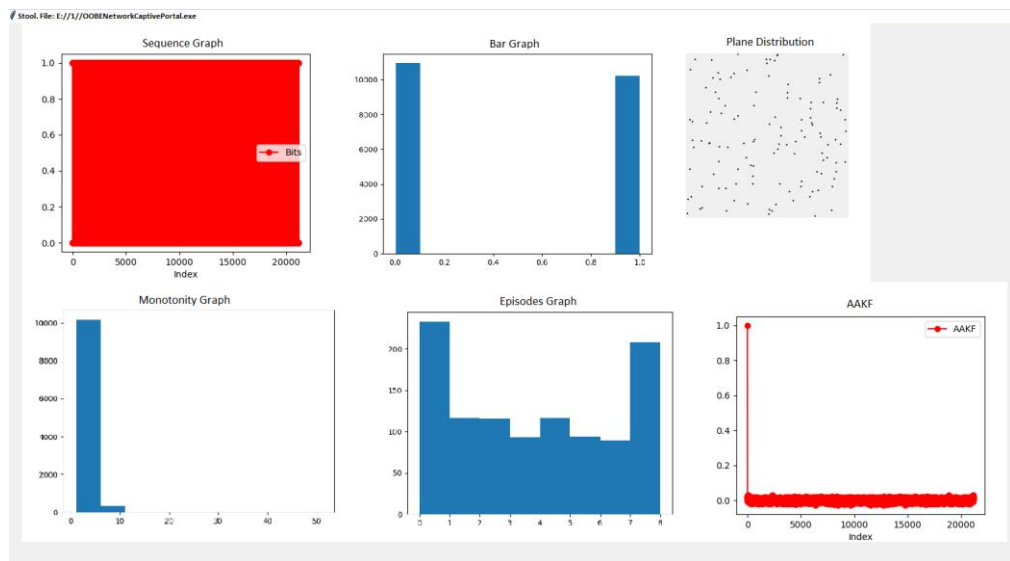 Stool. File: E://1//OOBENetworkCaptivePortal.exe
Sequence Graph
1.0
0.8
0.6
0.4
0.2
0.0
Bits
0 5000 10000 15000 20000
Index
Bar Graph
10000
8000
6000
4000
2000
0
0.0 0.2 0.4 0.6 0.8 1.0
Plane Distribution
Monotonity Graph
10000
8000
6000
4000
2000
0
0 10 20 30 40 50
Episodes Graph
200
150
100
50
0
0 1 2 3 4 5 6 7 8
AAKF
1.0
0.8
0.6
0.4
0.2
0.0
AAKF
0 5000 10000 15000 20000
Index